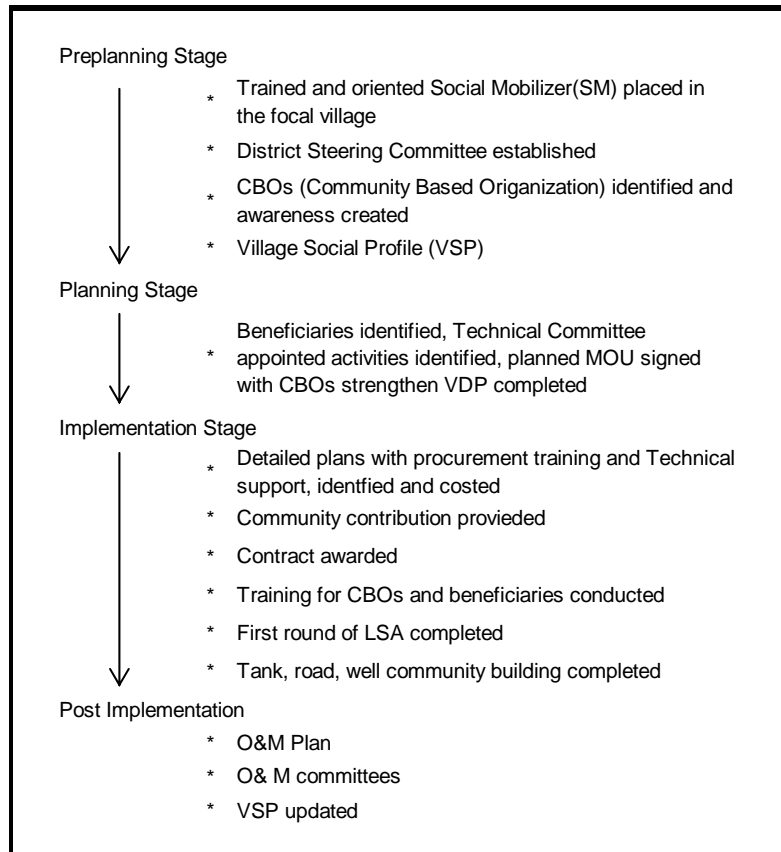 Preplanning Stage
* Trained and oriented Social Mobilizer(SM) placed in
the focal village
* District Steering Committee established
* CBOs (Community Based Origanization) identified and
awareness created
* Village Social Profile (VSP)
Planning Stage
Beneficiaries identified, Technical Committee
* appointed activities identified, planned MOU signed
with CBOs strengthen VDP completed
Implementation Stage
* Detailed plans with procurement training and Technical
support, identfied and costed
* Community contribution provieded
* Contract awarded
* Training for CBOs and beneficiaries conducted
* First round of LSA completed
* Tank, road, well community building completed
Post Implementation
* O&M Plan
* O& M committees
* VSP updated